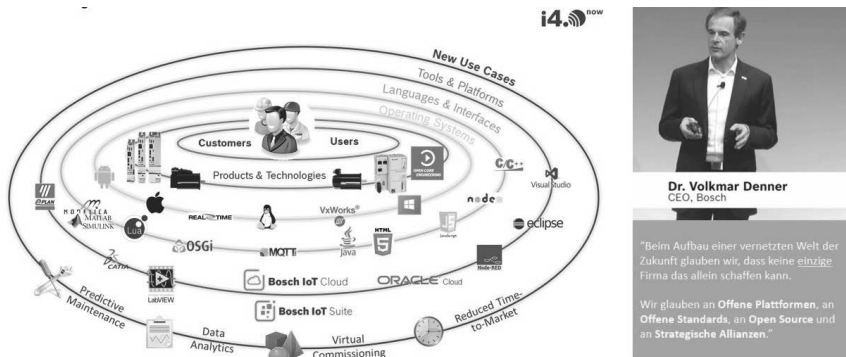 i4.0 now
New Use Cases
Tools & Platforms
Languages & Interfaces
Operating Systems
Customers
Users
Products & Technologies
OPEN CORE ENGINEERING
C/C++
Visual Studio
ePLAN
MODELICA
MATLAB
SIMULINK
Lua
REAL TIME
VxWorks®
node
JavaScript
eclipse
OSGi
MQTT
Java
HTML
5
CATIA
LabVIEW
Bosch IoT Cloud
ORACLE Cloud
Node-RED
Bosch IoT Suite
Predictive
Maintenance
Data
Analytics
Virtual
Commissioning
Reduced Time-
to-Market
Dr. Volkmar Denner
CEO, Bosch
"Beim Aufbau einer vernetzten Welt der
Zukunft glauben wir, dass keine einzige
Firma das allein schaffen kann.
Wir glauben an Offene Plattformen, an
Offene Standards, an Open Source und
an Strategische Allianzen."